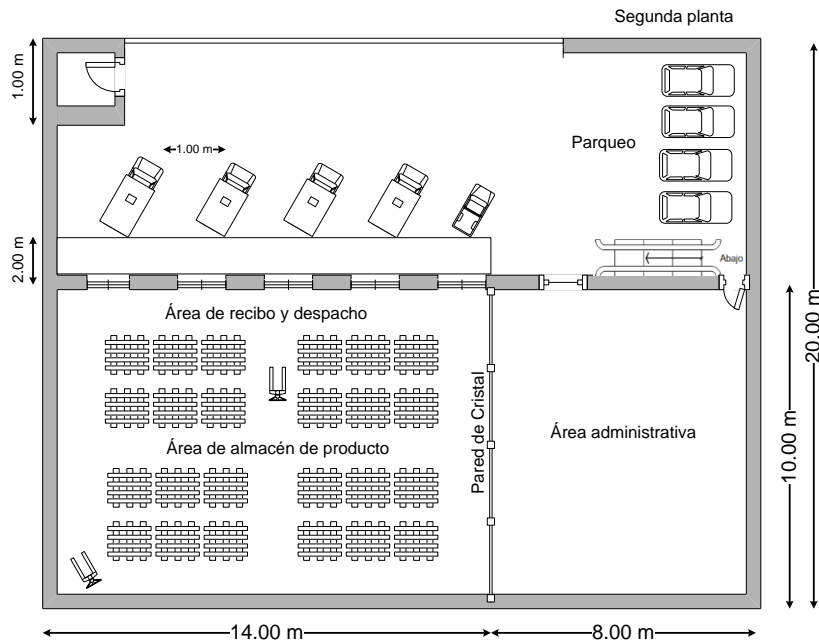 Segunda planta
1.00 m
Parqueo
1.00 m
2.00 m
Abajo
Área de recibo y despacho
20.00 m
Pared de Cristal
Área administrativa
10.00 m
Área de almacén de producto
14.00 m
8.00 m